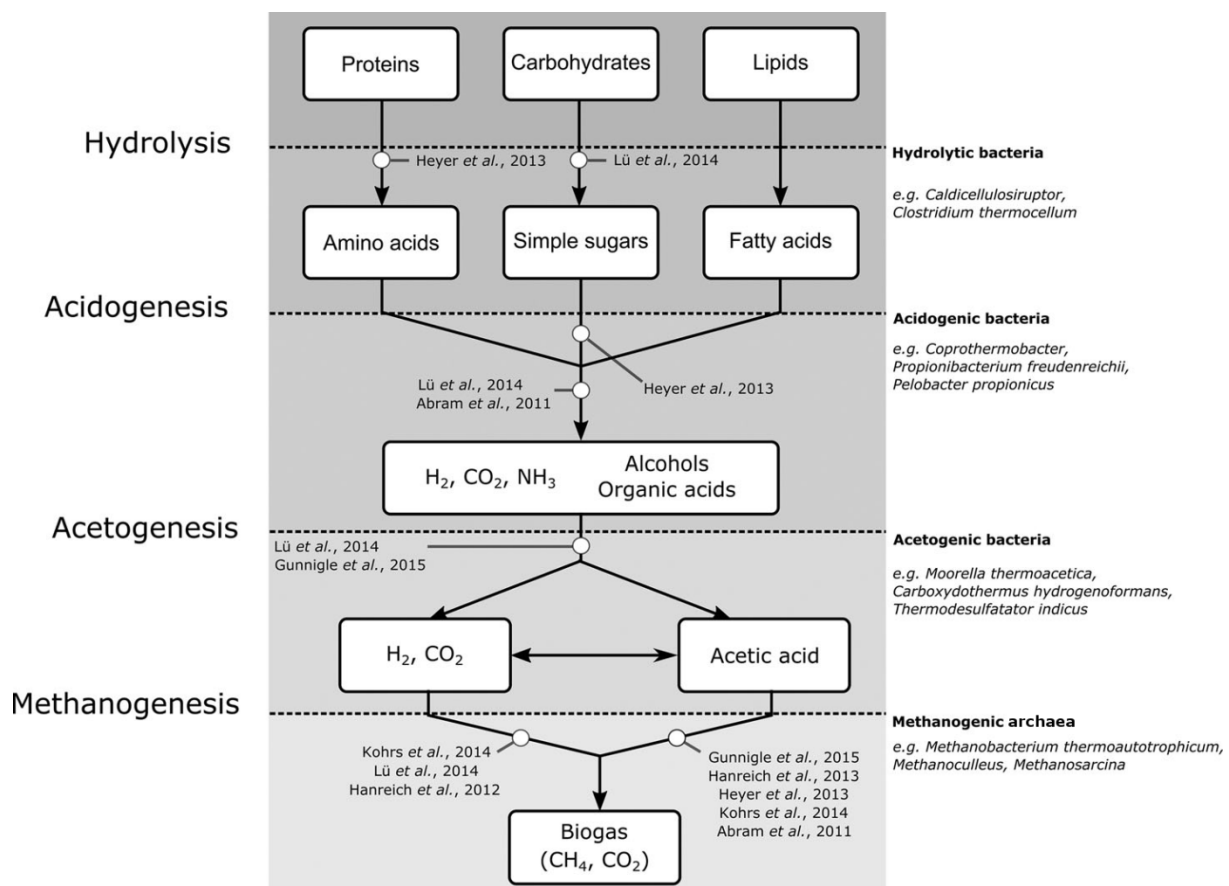 Proteins
Carbohydrates
Lipids
Hydrolysis
Hydrolytic bacteria
Heyer et al., 2013
Lü et al., 2014
e.g. Caldicellulosiruptor,
Clostridium thermocellum
Amino acids
Simple sugars
Fatty acids
Acidogenesis
Acidogenic bacteria
e.g. Coprothermobacter,
Propionibacterium freudenreichii,
Pelobacter propionicus
Lü et al., 2014
Abram et al., 2011
Heyer et al., 2013
H₂, CO₂, NH₃
Alcohols
Organic acids
Acetogenesis
Acetogenic bacteria
Lü et al., 2014
Gunnigle et al., 2015
e.g. Moorella thermoacetica,
Carboxydothermus hydrogenoformans,
Thermodesulfatator indicus
H₂, CO₂
Acetic acid
Methanogenesis
Methanogenic archaea
e.g. Methanobacterium thermoautotrophicum,
Methanoculleus, Methanosarcina
Kohrs et al., 2014
Lü et al., 2014
Hanreich et al., 2012
Gunnigle et al., 2015
Hanreich et al., 2013
Heyer et al., 2013
Kohrs et al., 2014
Abram et al., 2011
Biogas
(CH₄, CO₂)